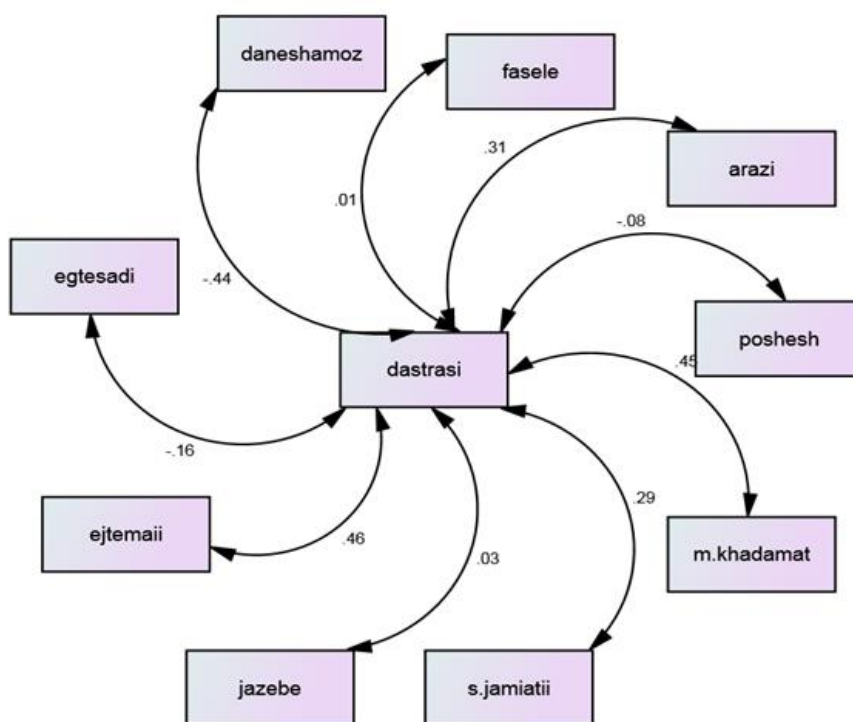 daneshamoz
fasele
.31
arazi
.01
-.08
egtesadi
-.44
poshesh
dastrasi
.45
-.16
.29
ejtemaii
.46
.03
m.khadamat
jazebe
s.jamiatii